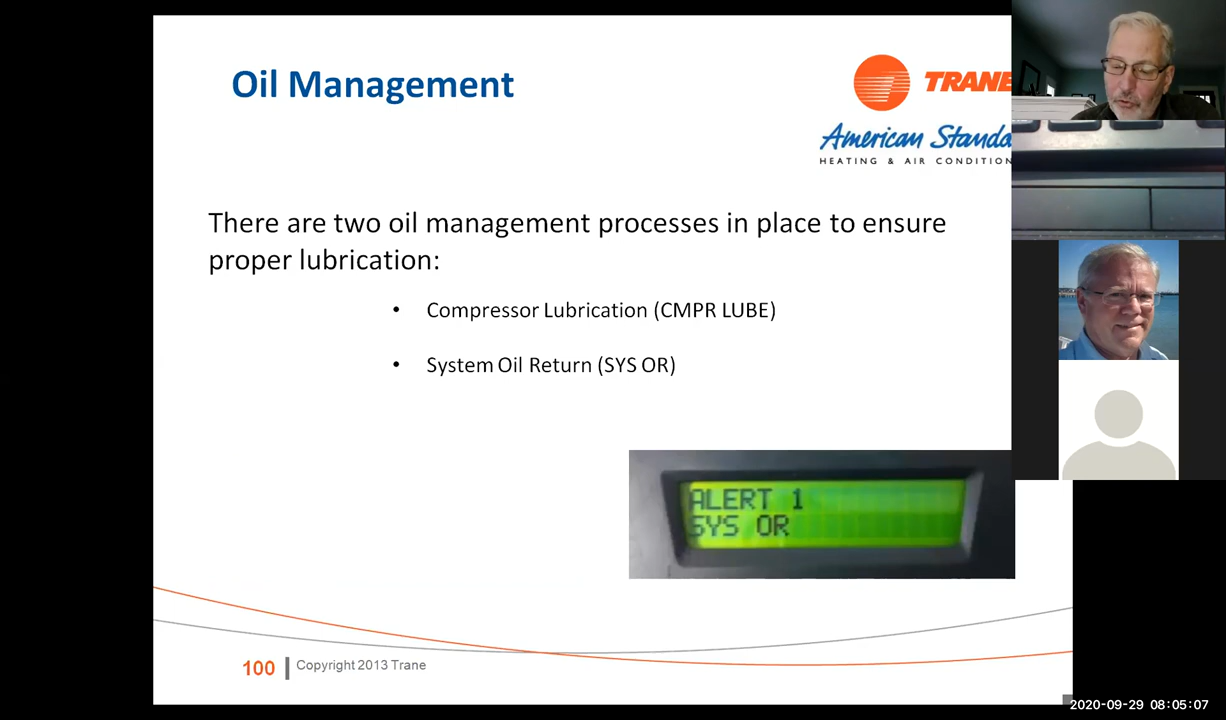 Oil Management
TRANE
American Standa
HEATING & AIR CONDITION
There are two oil management processes in place to ensure
proper lubrication:
• Compressor Lubrication (CMPR LUBE)
• System Oil Return (SYS OR)
ALERT 1
SYS OR
100
Copyright 2013 Trane
2020-09-29 08:05:07